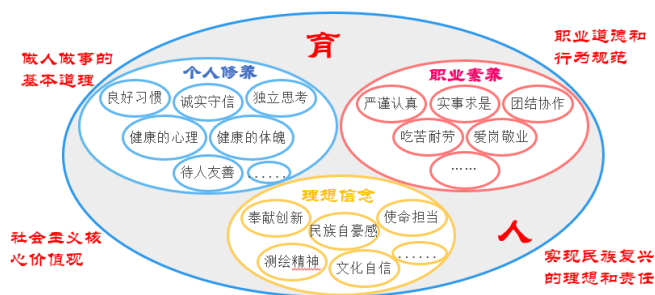 育
做人做事的
基本道理
职业道德和
行为规范
个人修养
良好习惯
诚实守信
独立思考
健康的心理
健康的体魄
待人友善
......
职业素养
严谨认真
实事求是
团结协作
吃苦耐劳
爱岗敬业
……
理想信念
奉献创新
民族自豪感
使命担当
测绘精神
文化自信
......
人
社会主义核
心价值观
实现民族复兴
的理想和责任